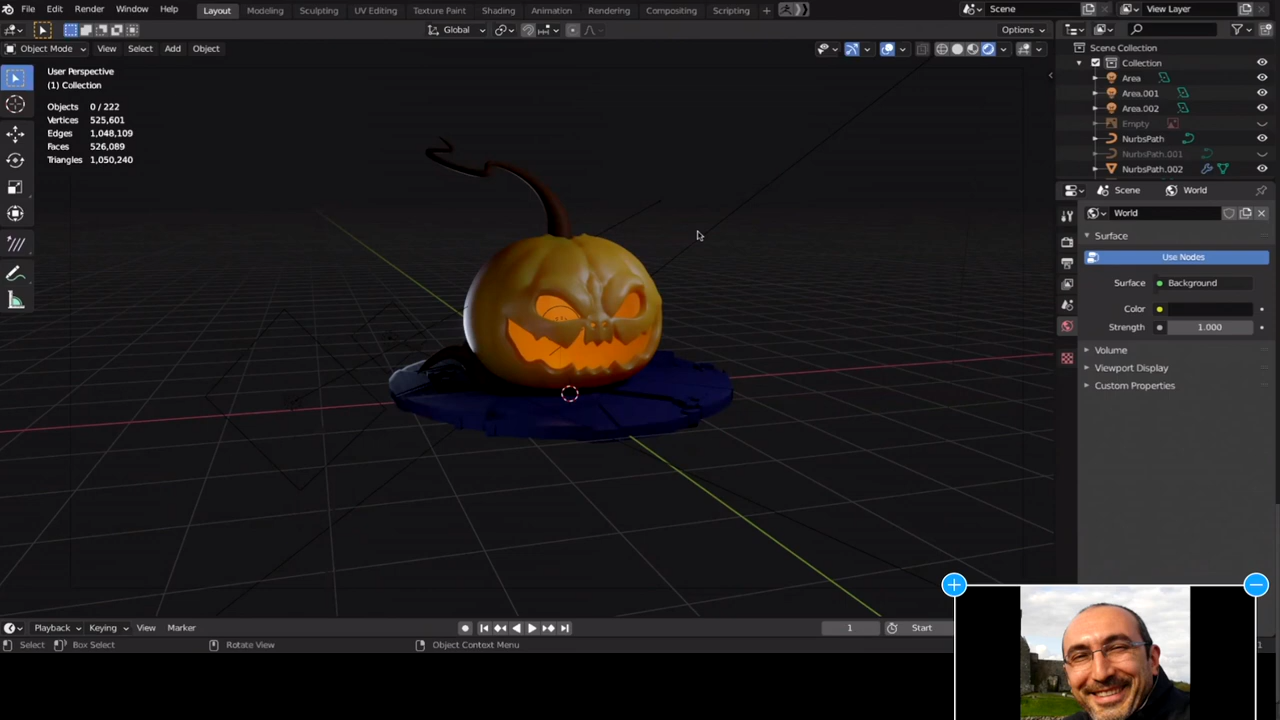 File Edit Render Window Help Layout Modeling Sculpting UV Editing Texture Paint Shading Animation Rendering Compositing Scripting + Scene View Layer
Global Options
Object Mode View Select Add Object
User Perspective
(1) Collection
Objects 0 / 222
Vertices 525,601
Edges 1,048,109
Faces 526,089
Triangles 1,050,240
Scene Collection
Collection
Area
Area.001
Area.002
Empty
NurbsPath
NurbsPath.001
NurbsPath.002
Scene World
World
Surface
Use Nodes
Surface Background
Color
Strength 1.000
Volume
Viewport Display
Custom Properties
Playback Keying View Marker 1 Start
Select Box Select Rotate View Object Context Menu